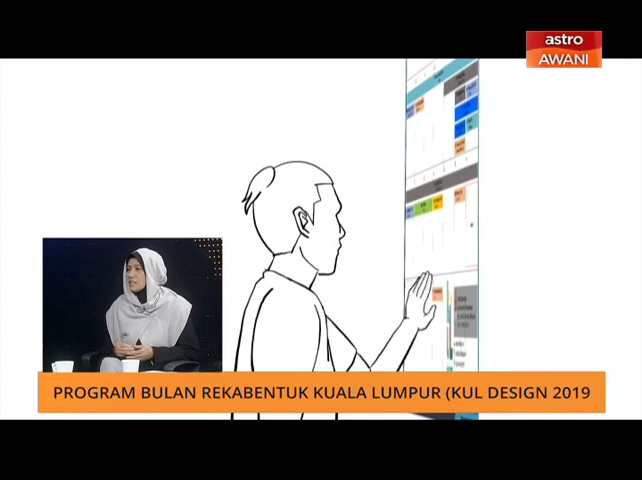 astro
AWANI
PROGRAM BULAN REKABENTUK KUALA LUMPUR (KUL DESIGN 2019